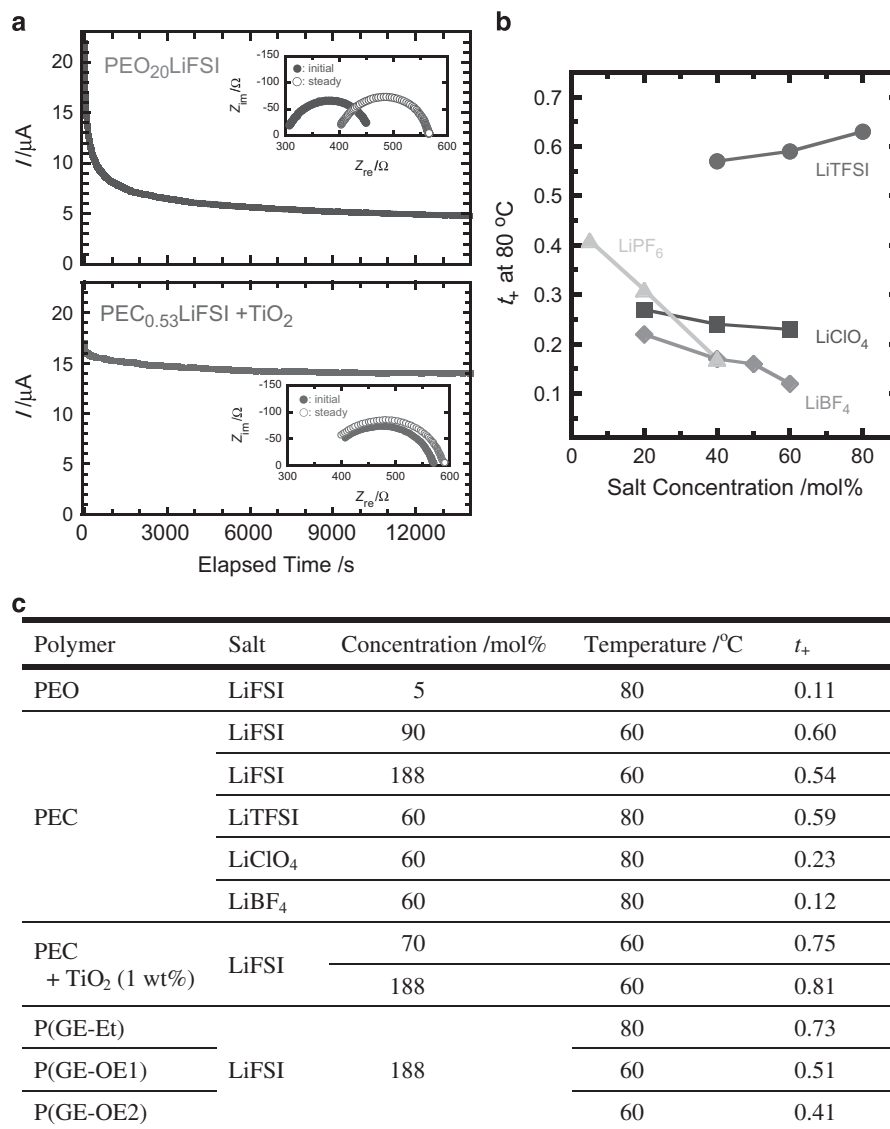 a
PEO20LiFSI
I /μA
20
15
10
5
0
-150
-100
-50
0
Zim/Ω
●: initial
○: steady
300 400 500 600
Zre/Ω
PEC0.53LiFSI +TiO2
I /μA
20
15
10
5
0
-150
-100
-50
0
Zim/Ω
●: initial
○: steady
300 400 500 600
Zre/Ω
0 3000 6000 9000 12000
Elapsed Time /s
b
t+ at 80 °C
0.7
0.6
0.5
0.4
0.3
0.2
0.1
LiTFSI
LiPF6
LiClO4
LiBF4
0 20 40 60 80
Salt Concentration /mol%
c
Polymer Salt Concentration /mol% Temperature /°C t+
PEO LiFSI 5 80 0.11
LiFSI 90 60 0.60
LiFSI 188 60 0.54
PEC LiTFSI 60 80 0.59
LiClO4 60 80 0.23
LiBF4 60 80 0.12
PEC
+ TiO2 (1 wt%)
LiFSI
70 60 0.75
188 60 0.81
P(GE-Et) 80 0.73
P(GE-OE1) LiFSI 188 60 0.51
P(GE-OE2) 60 0.41